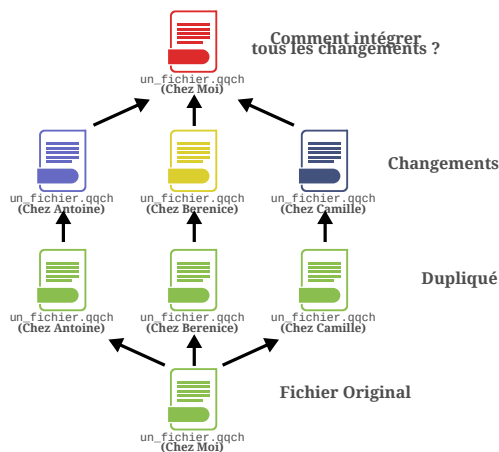 Comment intégrer
tous les changements ?
un_fichier.qqch
(Chez Moi)
Changements
un_fichier.qqch
(Chez Antoine)
un_fichier.qqch
(Chez Berenice)
un_fichier.qqch
(Chez Camille)
Dupliqué
un_fichier.qqch
(Chez Antoine)
un_fichier.qqch
(Chez Berenice)
un_fichier.qqch
(Chez Camille)
Fichier Original
un_fichier.qqch
(Chez Moi)